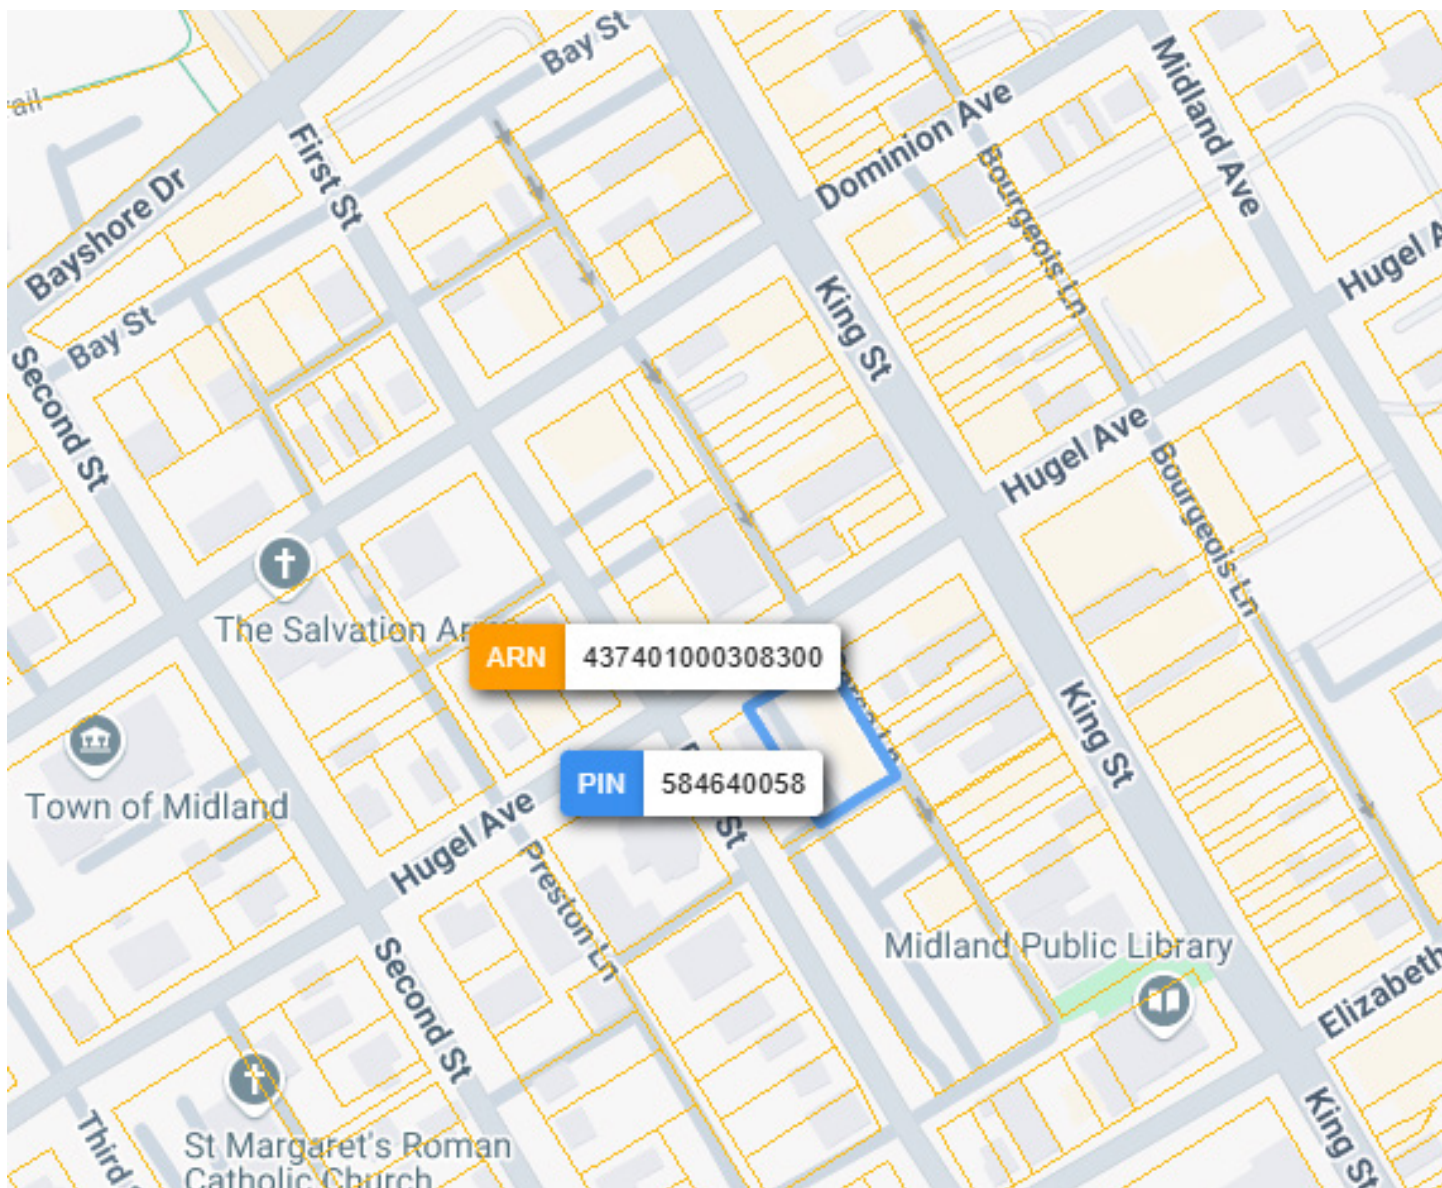 Bay St
ail
First St
Midland Ave
Dominion Ave
Bourgeois Ln
Bayshore Dr
Hugel A
King St
Bay St
Second St
Hugel Ave
Bourgeois Ln
The Salvation Ar
ARN 437401000308300
King St
Town of Midland
PIN 584640058
St
Hugel Ave
Preston Ln
Midland Public Library
Second St
Elizabeth
Third
St Margaret's Roman
Catholic Church
King St